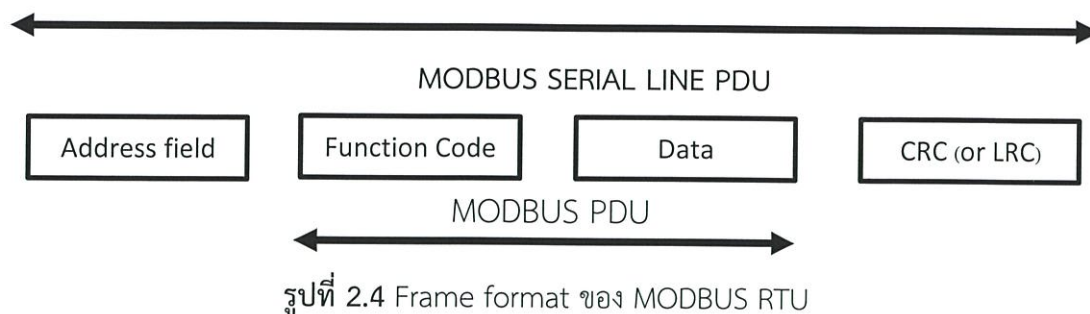 MODBUS SERIAL LINE PDU
Address field Function Code Data CRC (or LRC)
MODBUS PDU
รูปที่ 2.4 Frame format ของ MODBUS RTU